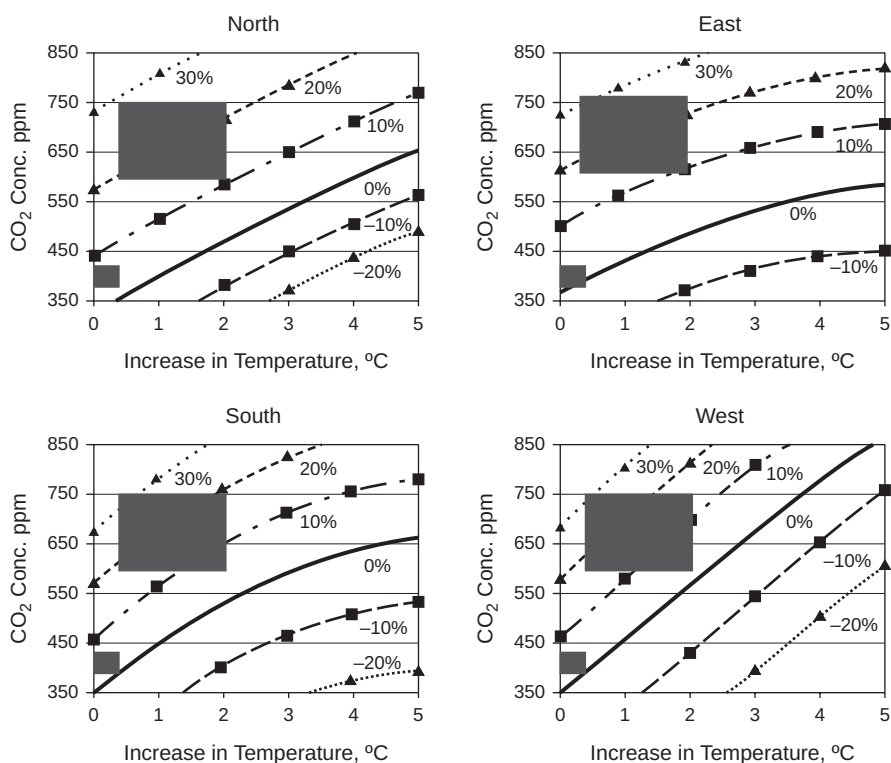 North
CO2 Conc. ppm
850
750
650
550
450
350
30%
20%
10%
0%
–10%
–20%
0 1 2 3 4 5
Increase in Temperature, ºC
East
CO2 Conc. ppm
850
750
650
550
450
350
30%
20%
10%
0%
–10%
0 1 2 3 4 5
Increase in Temperature, ºC
South
CO2 Conc. ppm
850
750
650
550
450
350
30%
20%
10%
0%
–10%
–20%
0 1 2 3 4 5
Increase in Temperature, ºC
West
CO2 Conc. ppm
850
750
650
550
450
350
30%
20%
10%
0%
–10%
–20%
0 1 2 3 4 5
Increase in Temperature, ºC